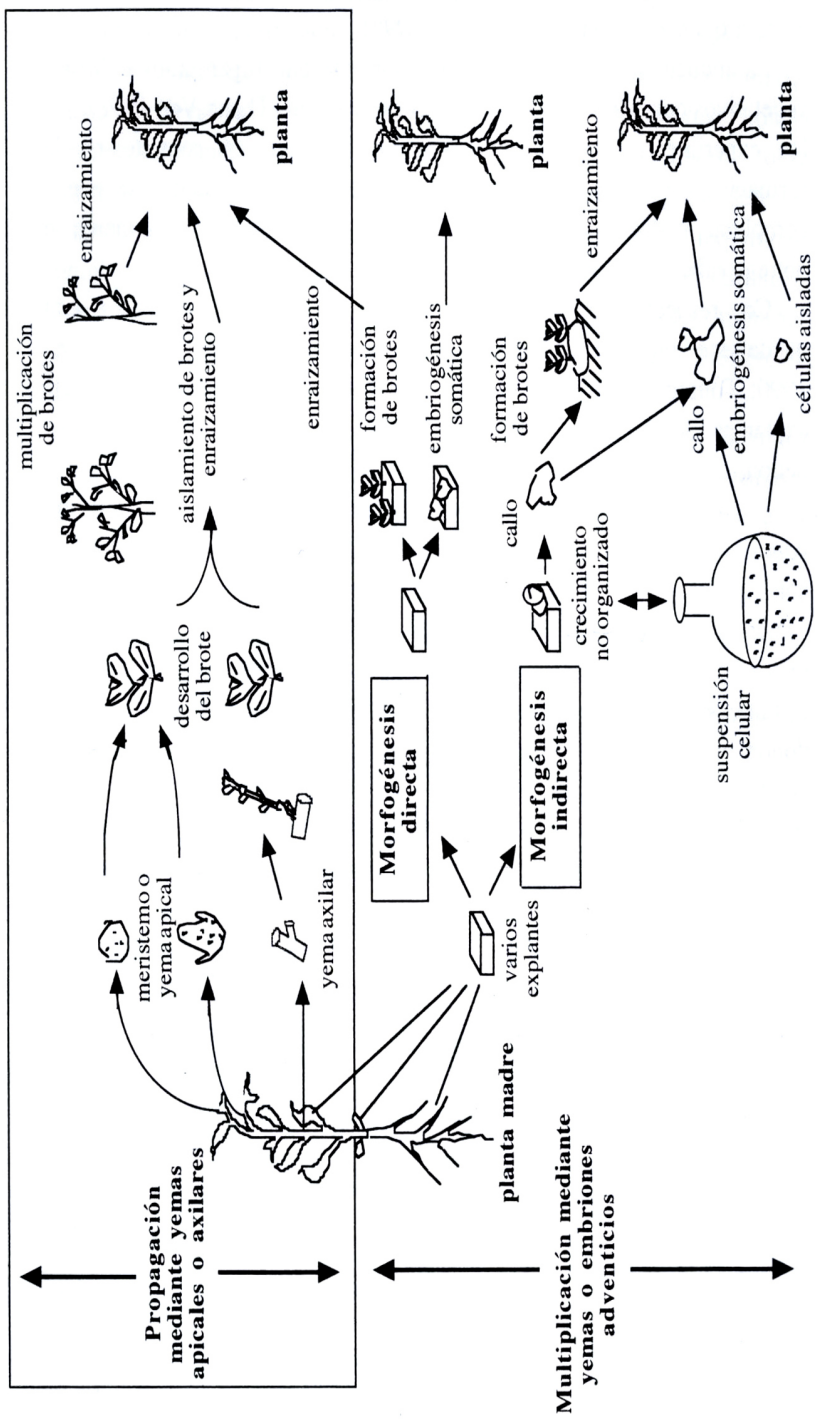 Propagación
mediante yemas
apicales o axilares
meristemo o
yema apical
yema axilar
desarrollo
del brote
multiplicación
de brotes
enraizamiento
aislamiento de brotes y
enraizamiento
enraizamiento
planta
Multiplicación mediante
yemas o embriones
adventicios
planta madre
varios
explantes
Morfogénesis
directa
formación
de brotes
embriogénesis
somática
planta
Morfogénesis
indirecta
crecimiento
no organizado
callo
formación
de brotes
enraizamiento
suspensión
celular
callo
embriogénesis somática
células aisladas
planta